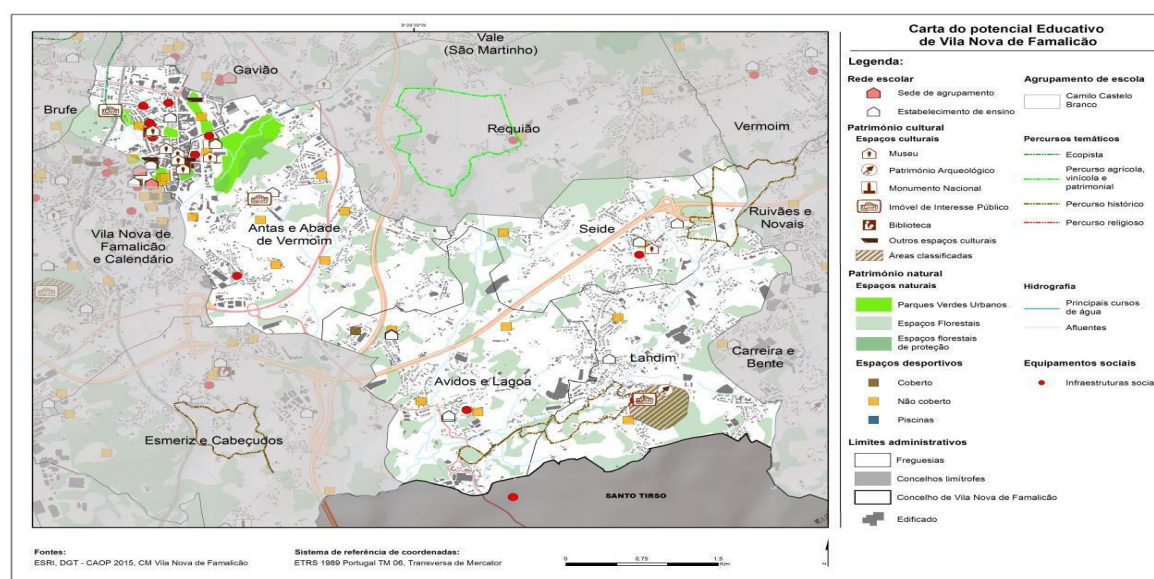 8°29'50"W
Vale
(São Martinho)
Gavião
Brufe
Requião
Vermoim
Ruivães e
Novais
Seide
Antas e Abade
de Vermoim
Vila Nova de
Famalicão
e Calendário
Carreira e
Bente
Landim
Avidos e Lagoa
Esmeriz e Cabeçudos
SANTO TIRSO
Carta do potencial Educativo
de Vila Nova de Famalicão
Legenda:
Rede escolar
Sede de agrupamento
Estabelecimento de ensino
Agrupamento de escola
Camilo Castelo
Branco
Património cultural
Espaços culturais
Museu
Património Arqueológico
Monumento Nacional
Imóvel de Interesse Público
Biblioteca
Outros espaços culturais
Áreas classificadas
Percursos temáticos
Ecopista
Percurso agrícola,
vinícola e
patrimonial
Percurso histórico
Percurso religioso
Património natural
Espaços naturais
Parques Verdes Urbanos
Espaços Florestais
Espaços florestais
de proteção
Hidrografia
Principais cursos
de água
Afluentes
Espaços desportivos
Coberto
Não coberto
Piscinas
Equipamentos sociais
Infraestruturas socia
Limites administrativos
Freguesias
Concelhos limítrofes
Concelho de Vila Nova de Famalicão
Edificado
Fontes:
ESRI, DGT - CAOP 2015, CM Vila Nova de Famalicão
Sistema de referência de coordenadas:
ETRS 1989 Portugal TM 06, Transversa de Mercator
0 0,75 1,5
Km